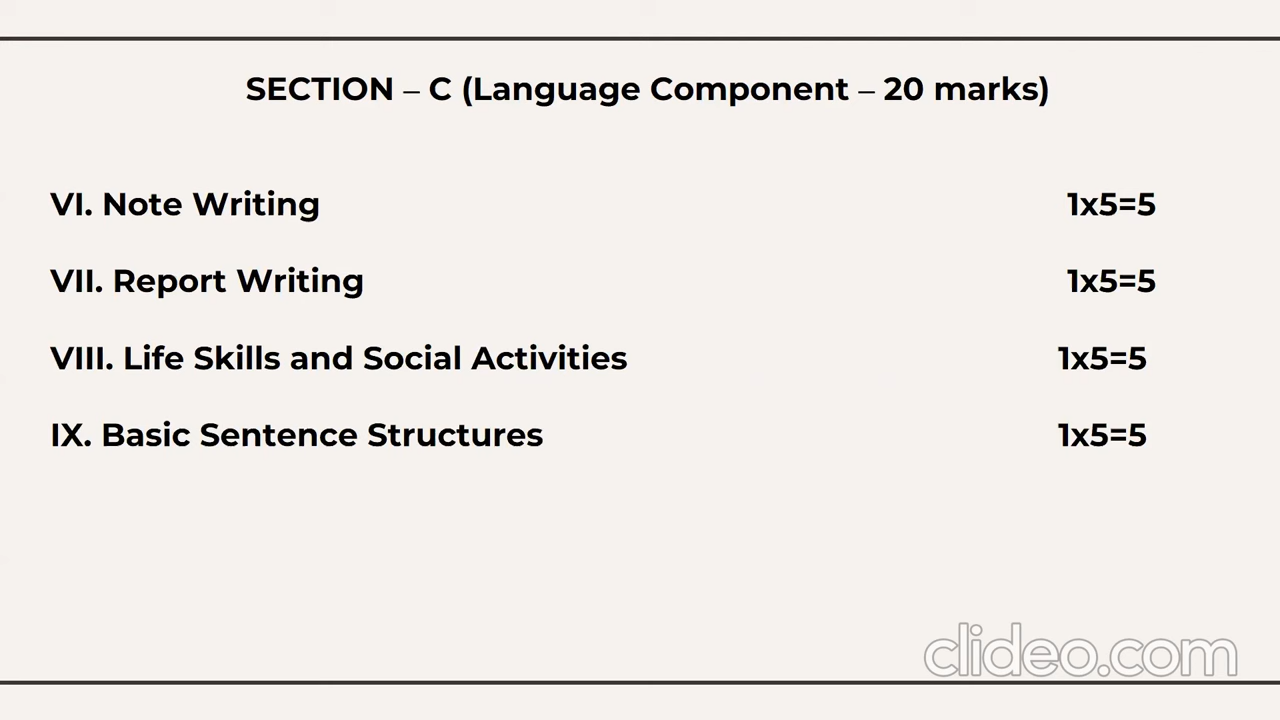 SECTION – C (Language Component – 20 marks)
VI. Note Writing 1x5=5
VII. Report Writing 1x5=5
VIII. Life Skills and Social Activities 1x5=5
IX. Basic Sentence Structures 1x5=5
clideo.com